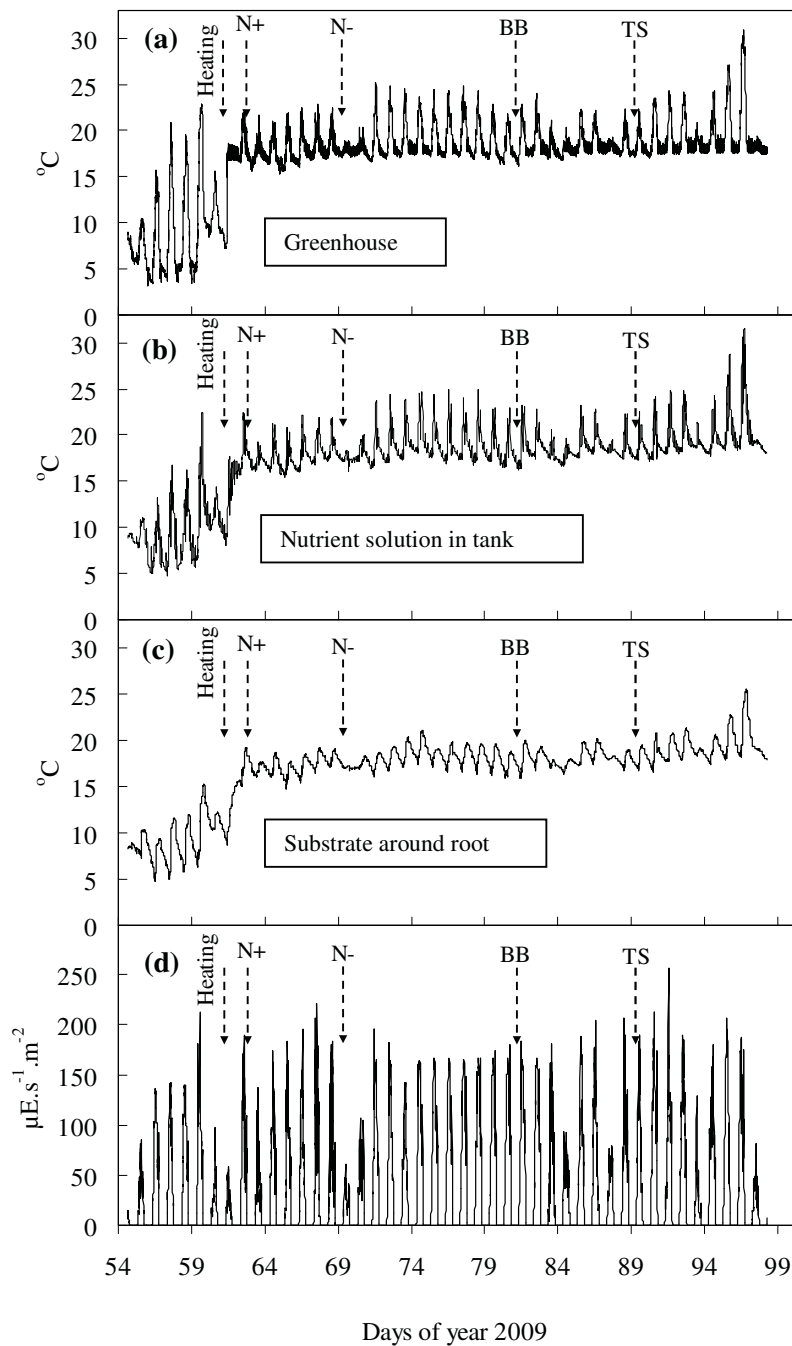 (a) Heating N+ N- BB TS
30
25
20
15
10
5
0
°C
Greenhouse
(b) Heating N+ N- BB TS
30
25
20
15
10
5
0
°C
Nutrient solution in tank
(c) Heating N+ N- BB TS
30
25
20
15
10
5
0
°C
Substrate around root
(d) Heating N+ N- BB TS
250
200
150
100
50
0
µE.s⁻¹.m⁻²
54 59 64 69 74 79 84 89 94 99
Days of year 2009